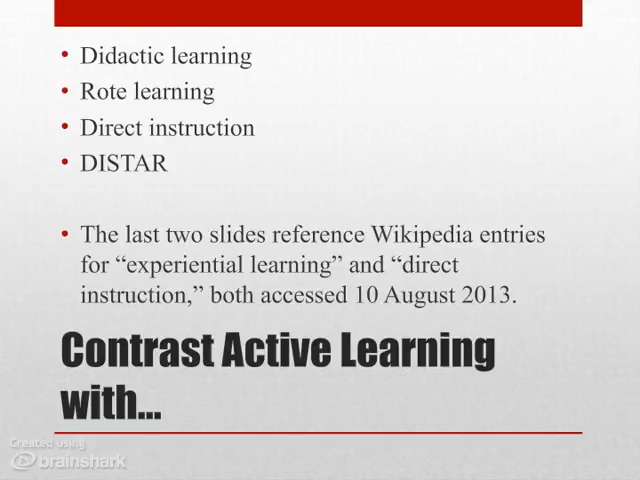 • Didactic learning
• Rote learning
• Direct instruction
• DISTAR
• The last two slides reference Wikipedia entries
for “experiential learning” and “direct
instruction,” both accessed 10 August 2013.
Contrast Active Learning
with...
Created using
brainshark